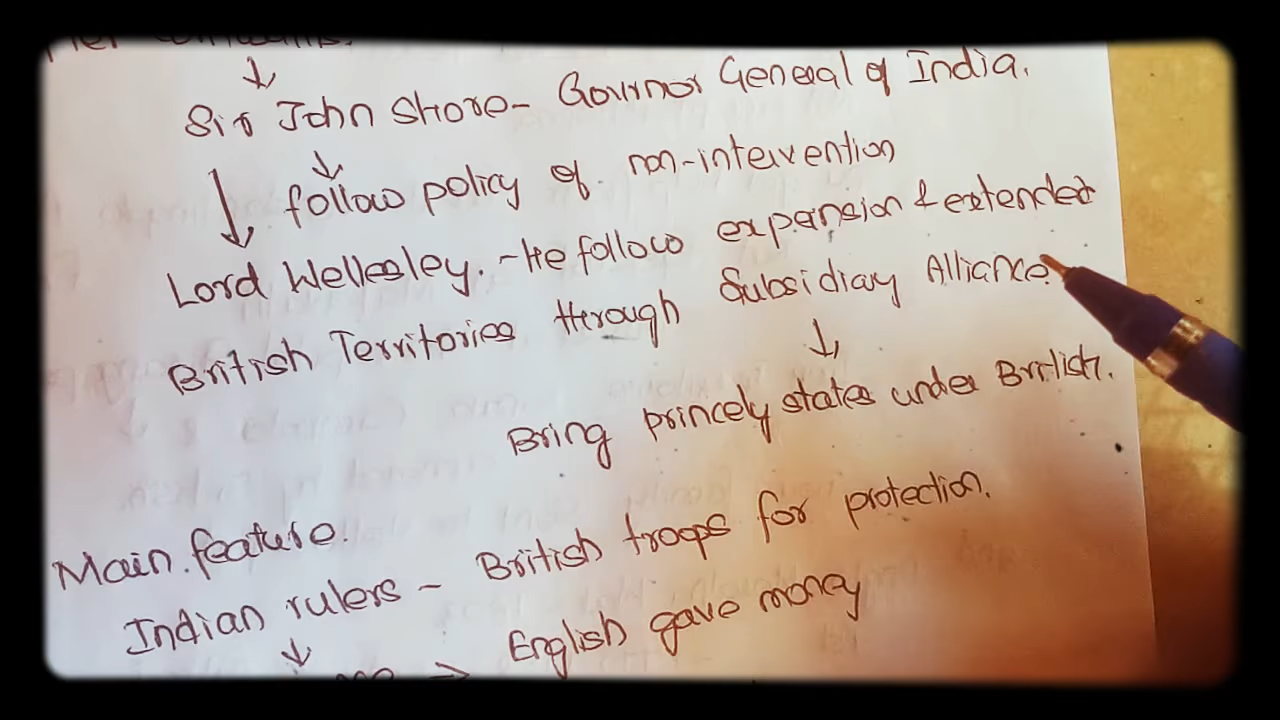 Sir John Shore- Governor General of India.
follow policy of. non-intervention
Lord Wellesley. -He follow expansion & extended
British Territories through Subsidiary Alliance.
Bring princely states under British.
Main. feature.
Indian rulers - British troops for protection.
English gave money